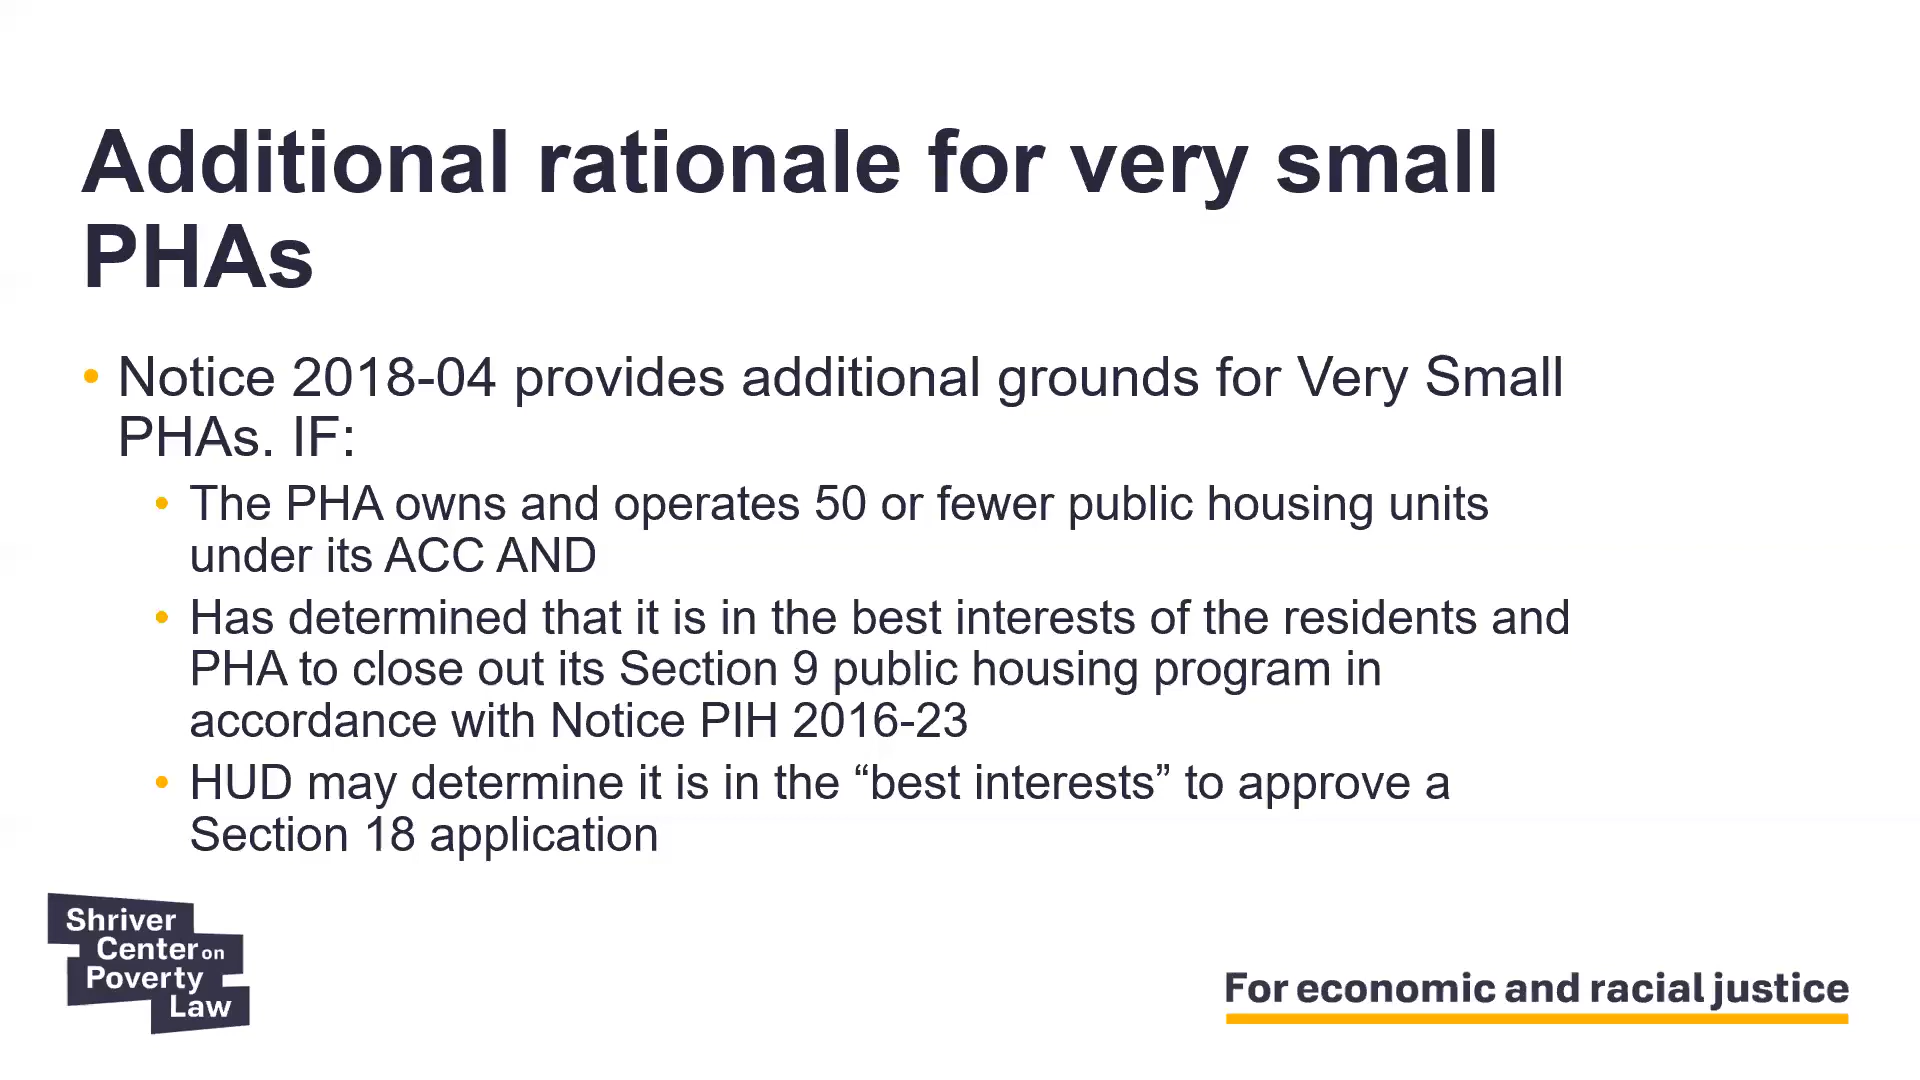 Additional rationale for very small
PHAs
• Notice 2018-04 provides additional grounds for Very Small
PHAs. IF:
• The PHA owns and operates 50 or fewer public housing units
under its ACC AND
• Has determined that it is in the best interests of the residents and
PHA to close out its Section 9 public housing program in
accordance with Notice PIH 2016-23
• HUD may determine it is in the “best interests” to approve a
Section 18 application
Shriver
Center on
Poverty
Law
For economic and racial justice